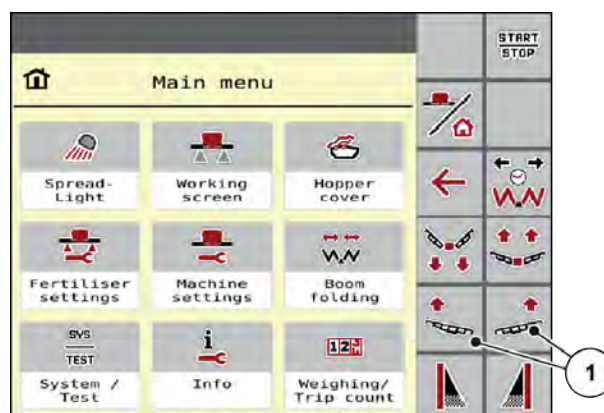 START
STOP
Main menu
Spread-
Light
Working
screen
Hopper
cover
Fertiliser
settings
Machine
settings
Boom
folding
SYS
TEST
System /
Test
i
Info
123
Weighing/
Trip count
1